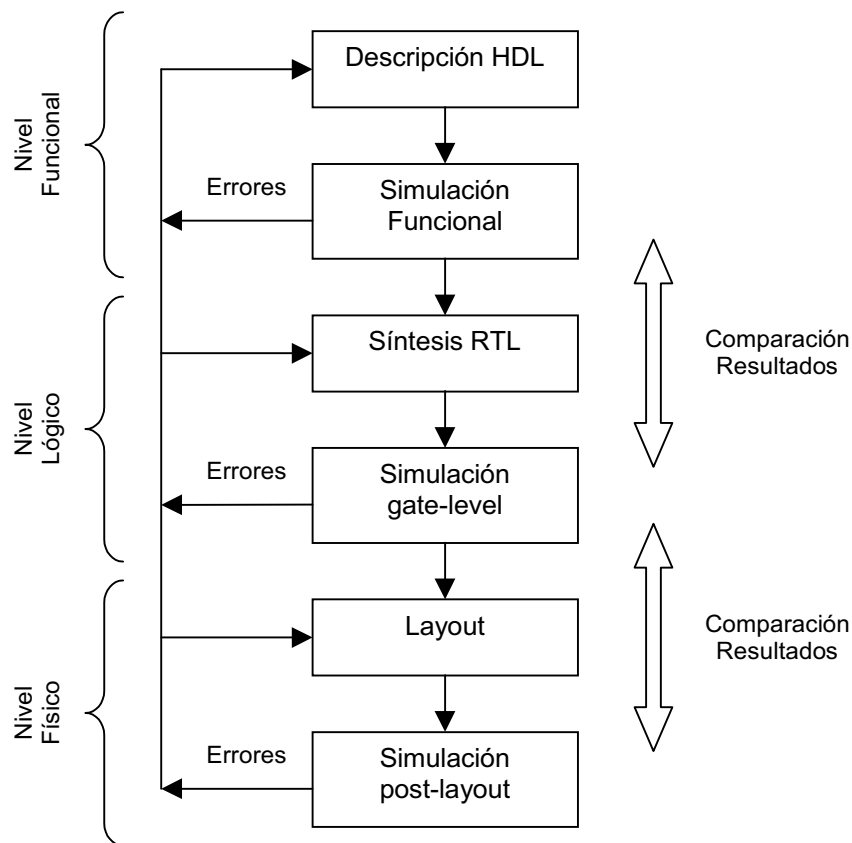 Descripción HDL
Nivel
Funcional
Errores
Simulación
Funcional
Síntesis RTL
Comparación
Resultados
Nivel
Lógico
Errores
Simulación
gate-level
Layout
Comparación
Resultados
Nivel
Físico
Errores
Simulación
post-layout